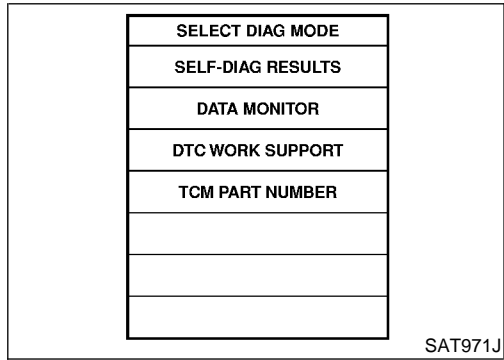 SELECT DIAG MODE
SELF-DIAG RESULTS
DATA MONITOR
DTC WORK SUPPORT
TCM PART NUMBER
SAT971J